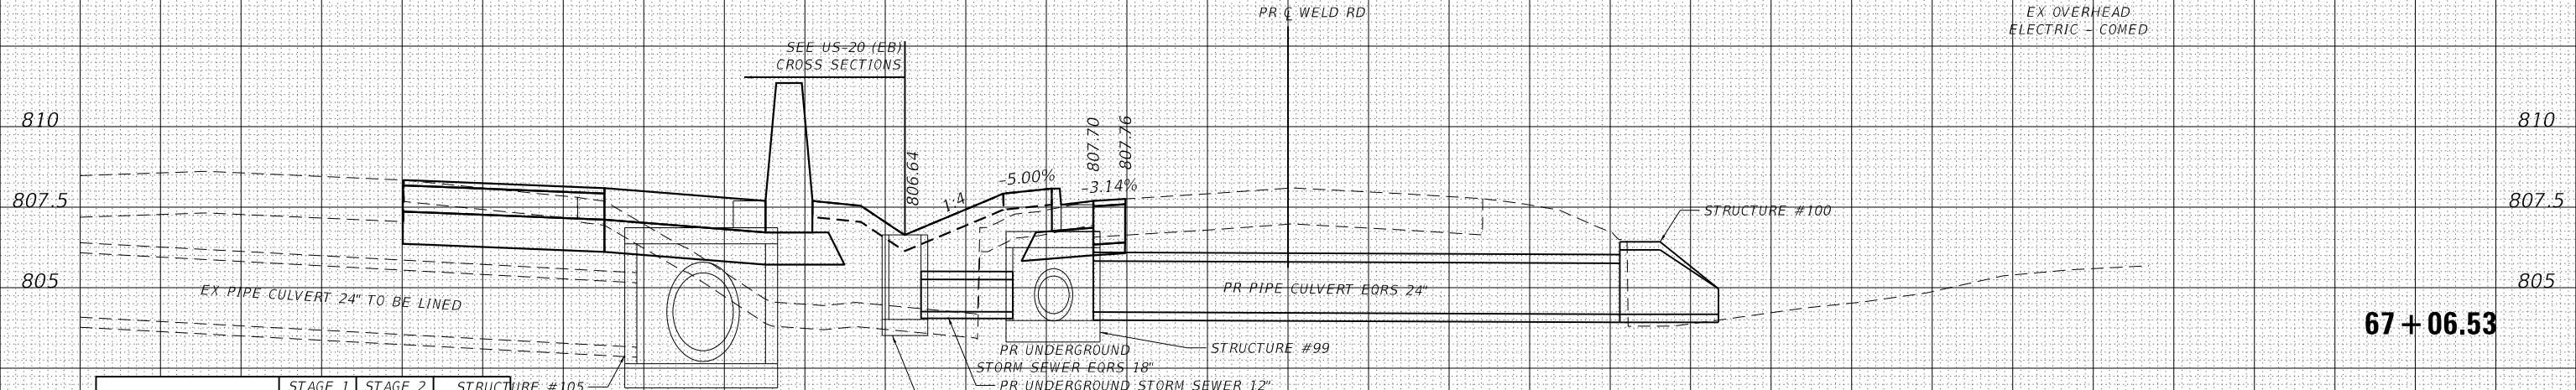 PR ℄ WELD RD
EX OVERHEAD
ELECTRIC - COMED
SEE US-20 (EB)
CROSS SECTIONS
810
806.64
807.70
807.76
810
807.5
1:4
-5.00%
-3.14%
STRUCTURE #100
807.5
805
EX PIPE CULVERT 24" TO BE LINED
PR PIPE CULVERT EQRS 24"
805
67+06.53
PR UNDERGROUND
STORM SEWER EQRS 18"
STRUCTURE #99
STAGE 1
STAGE 2
STRUCTURE #105
PR UNDERGROUND STORM SEWER 12"